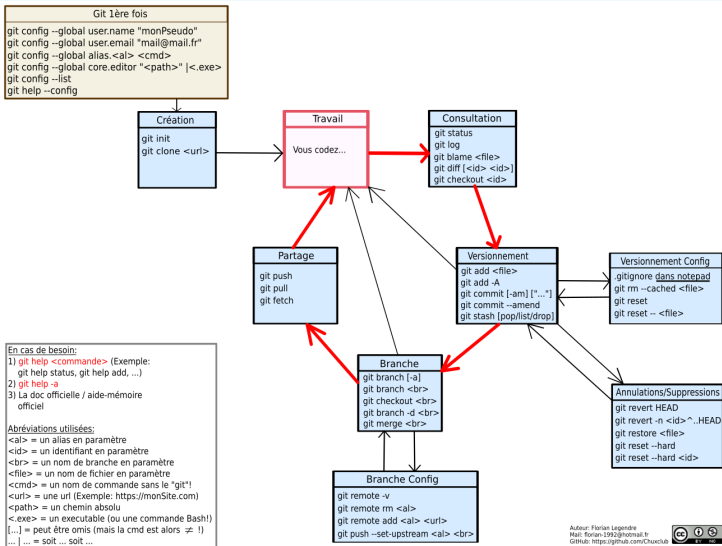 Git 1ère fois
git config --global user.name "monPseudo"
git config --global user.email "mail@mail.fr"
git config --global alias.<al> <cmd>
git config --global core.editor "<path>" |<.exe>
git config --list
git help --config
Création
git init
git clone <url>
Travail
Vous codez...
Consultation
git status
git log
git blame <file>
git diff [<id> <id>]
git checkout <id>
Partage
git push
git pull
git fetch
Versionnement
git add <file>
git add -A
git commit [-am] ["..."]
git commit --amend
git stash [pop/list/drop]
Versionnement Config
.gitignore dans notepad
git rm --cached <file>
git reset
git reset -- <file>
Branche
git branch [-a]
git branch <br>
git checkout <br>
git branch -d <br>
git merge <br>
Annulations/Suppressions
git revert HEAD
git revert -n <id>^..HEAD
git restore <file>
git reset --hard
git reset --hard <id>
Branche Config
git remote -v
git remote rm <al>
git remote add <al> <url>
git push --set-upstream <al> <br>
En cas de besoin:
1) git help <commande> (Exemple:
git help status, git help add, ...)
2) git help -a
3) La doc officielle / aide-mémoire
officiel
Abréviations utilisées:
<al> = un alias en paramètre
<id> = un identifiant en paramètre
<br> = un nom de branche en paramètre
<file> = un nom de fichier en paramètre
<cmd> = un nom de commande sans le "git"!
<url> = une url (Exemple: https://monSite.com)
<path> = un chemin absolu
<.exe> = un executable (ou une commande Bash!)
[...] = peut être omis (mais la cmd est alors ≠ !)
... | ... = soit ... soit ...
Auteur: Florian Legendre
Mail: florian-1992@hotmail.fr
GitHub: https://github.com/Chuxclub
CC BY NC